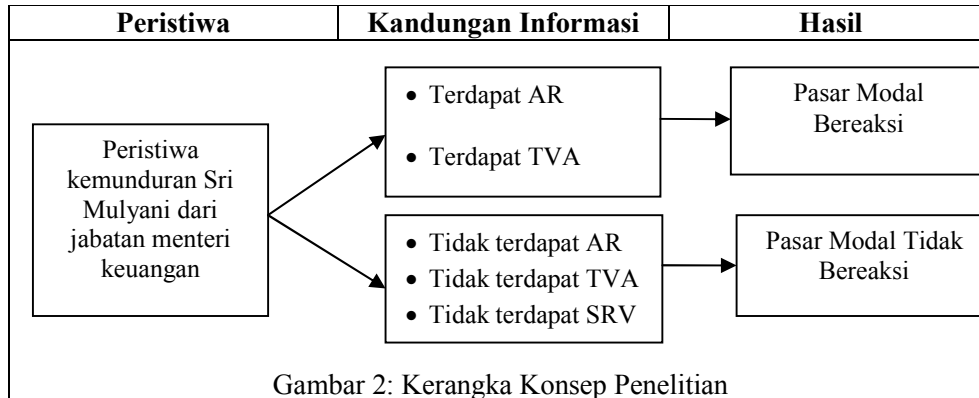 Peristiwa
Kandungan Informasi
Hasil
Peristiwa
kemunduran Sri
Mulyani dari
jabatan menteri
keuangan
• Terdapat AR
• Terdapat TVA
Pasar Modal
Bereaksi
• Tidak terdapat AR
• Tidak terdapat TVA
• Tidak terdapat SRV
Pasar Modal Tidak
Bereaksi
Gambar 2: Kerangka Konsep Penelitian